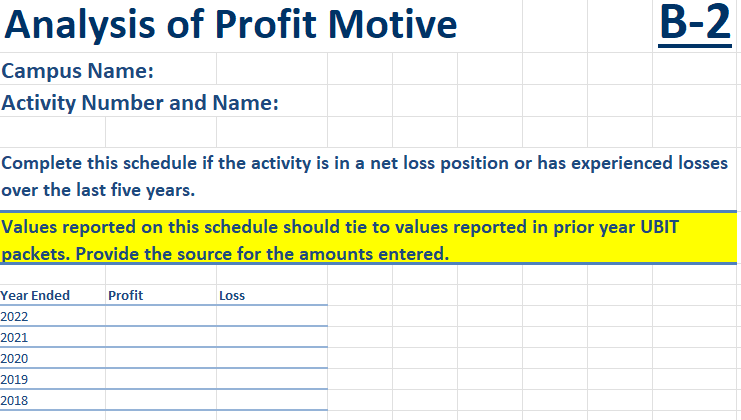 Analysis of Profit Motive B-2
Campus Name:
Activity Number and Name:
Complete this schedule if the activity is in a net loss position or has experienced losses
over the last five years.
Values reported on this schedule should tie to values reported in prior year UBIT
packets. Provide the source for the amounts entered.
Year Ended Profit Loss
2022
2021
2020
2019
2018